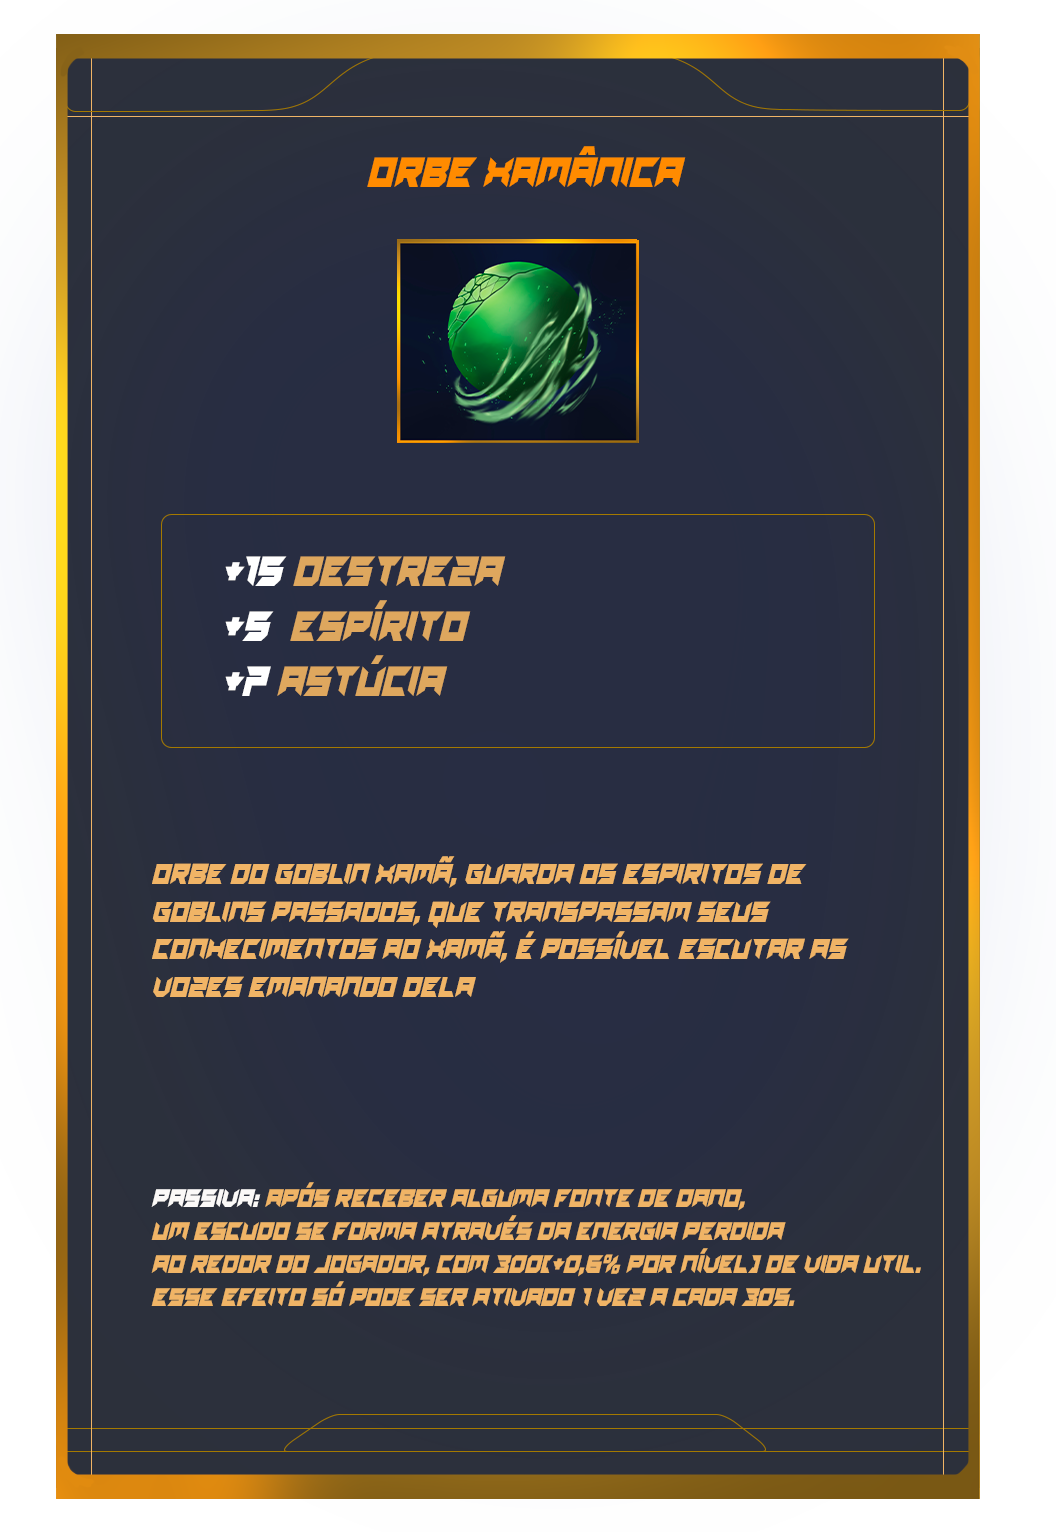 ORBE XAMÂNICA
+15 DESTREZA
+5 ESPÍRITO
+7 ASTÚCIA
ORBE DO GOBLIN XAMÃ, GUARDA OS ESPIRITOS DE
GOBLINS PASSADOS, QUE TRANSPASSAM SEUS
CONHECIMENTOS AO XAMÃ, É POSSÍVEL ESCUTAR AS
VOZES EMANANDO DELA
PASSIVA: APÓS RECEBER ALGUMA FONTE DE DANO,
UM ESCUDO SE FORMA ATRAVÉS DA ENERGIA PERDIDA
AO REDOR DO JOGADOR, COM 300(+0,6% POR NÍVEL) DE VIDA UTIL.
ESSE EFEITO SÓ PODE SER ATIVADO 1 VEZ A CADA 30S.